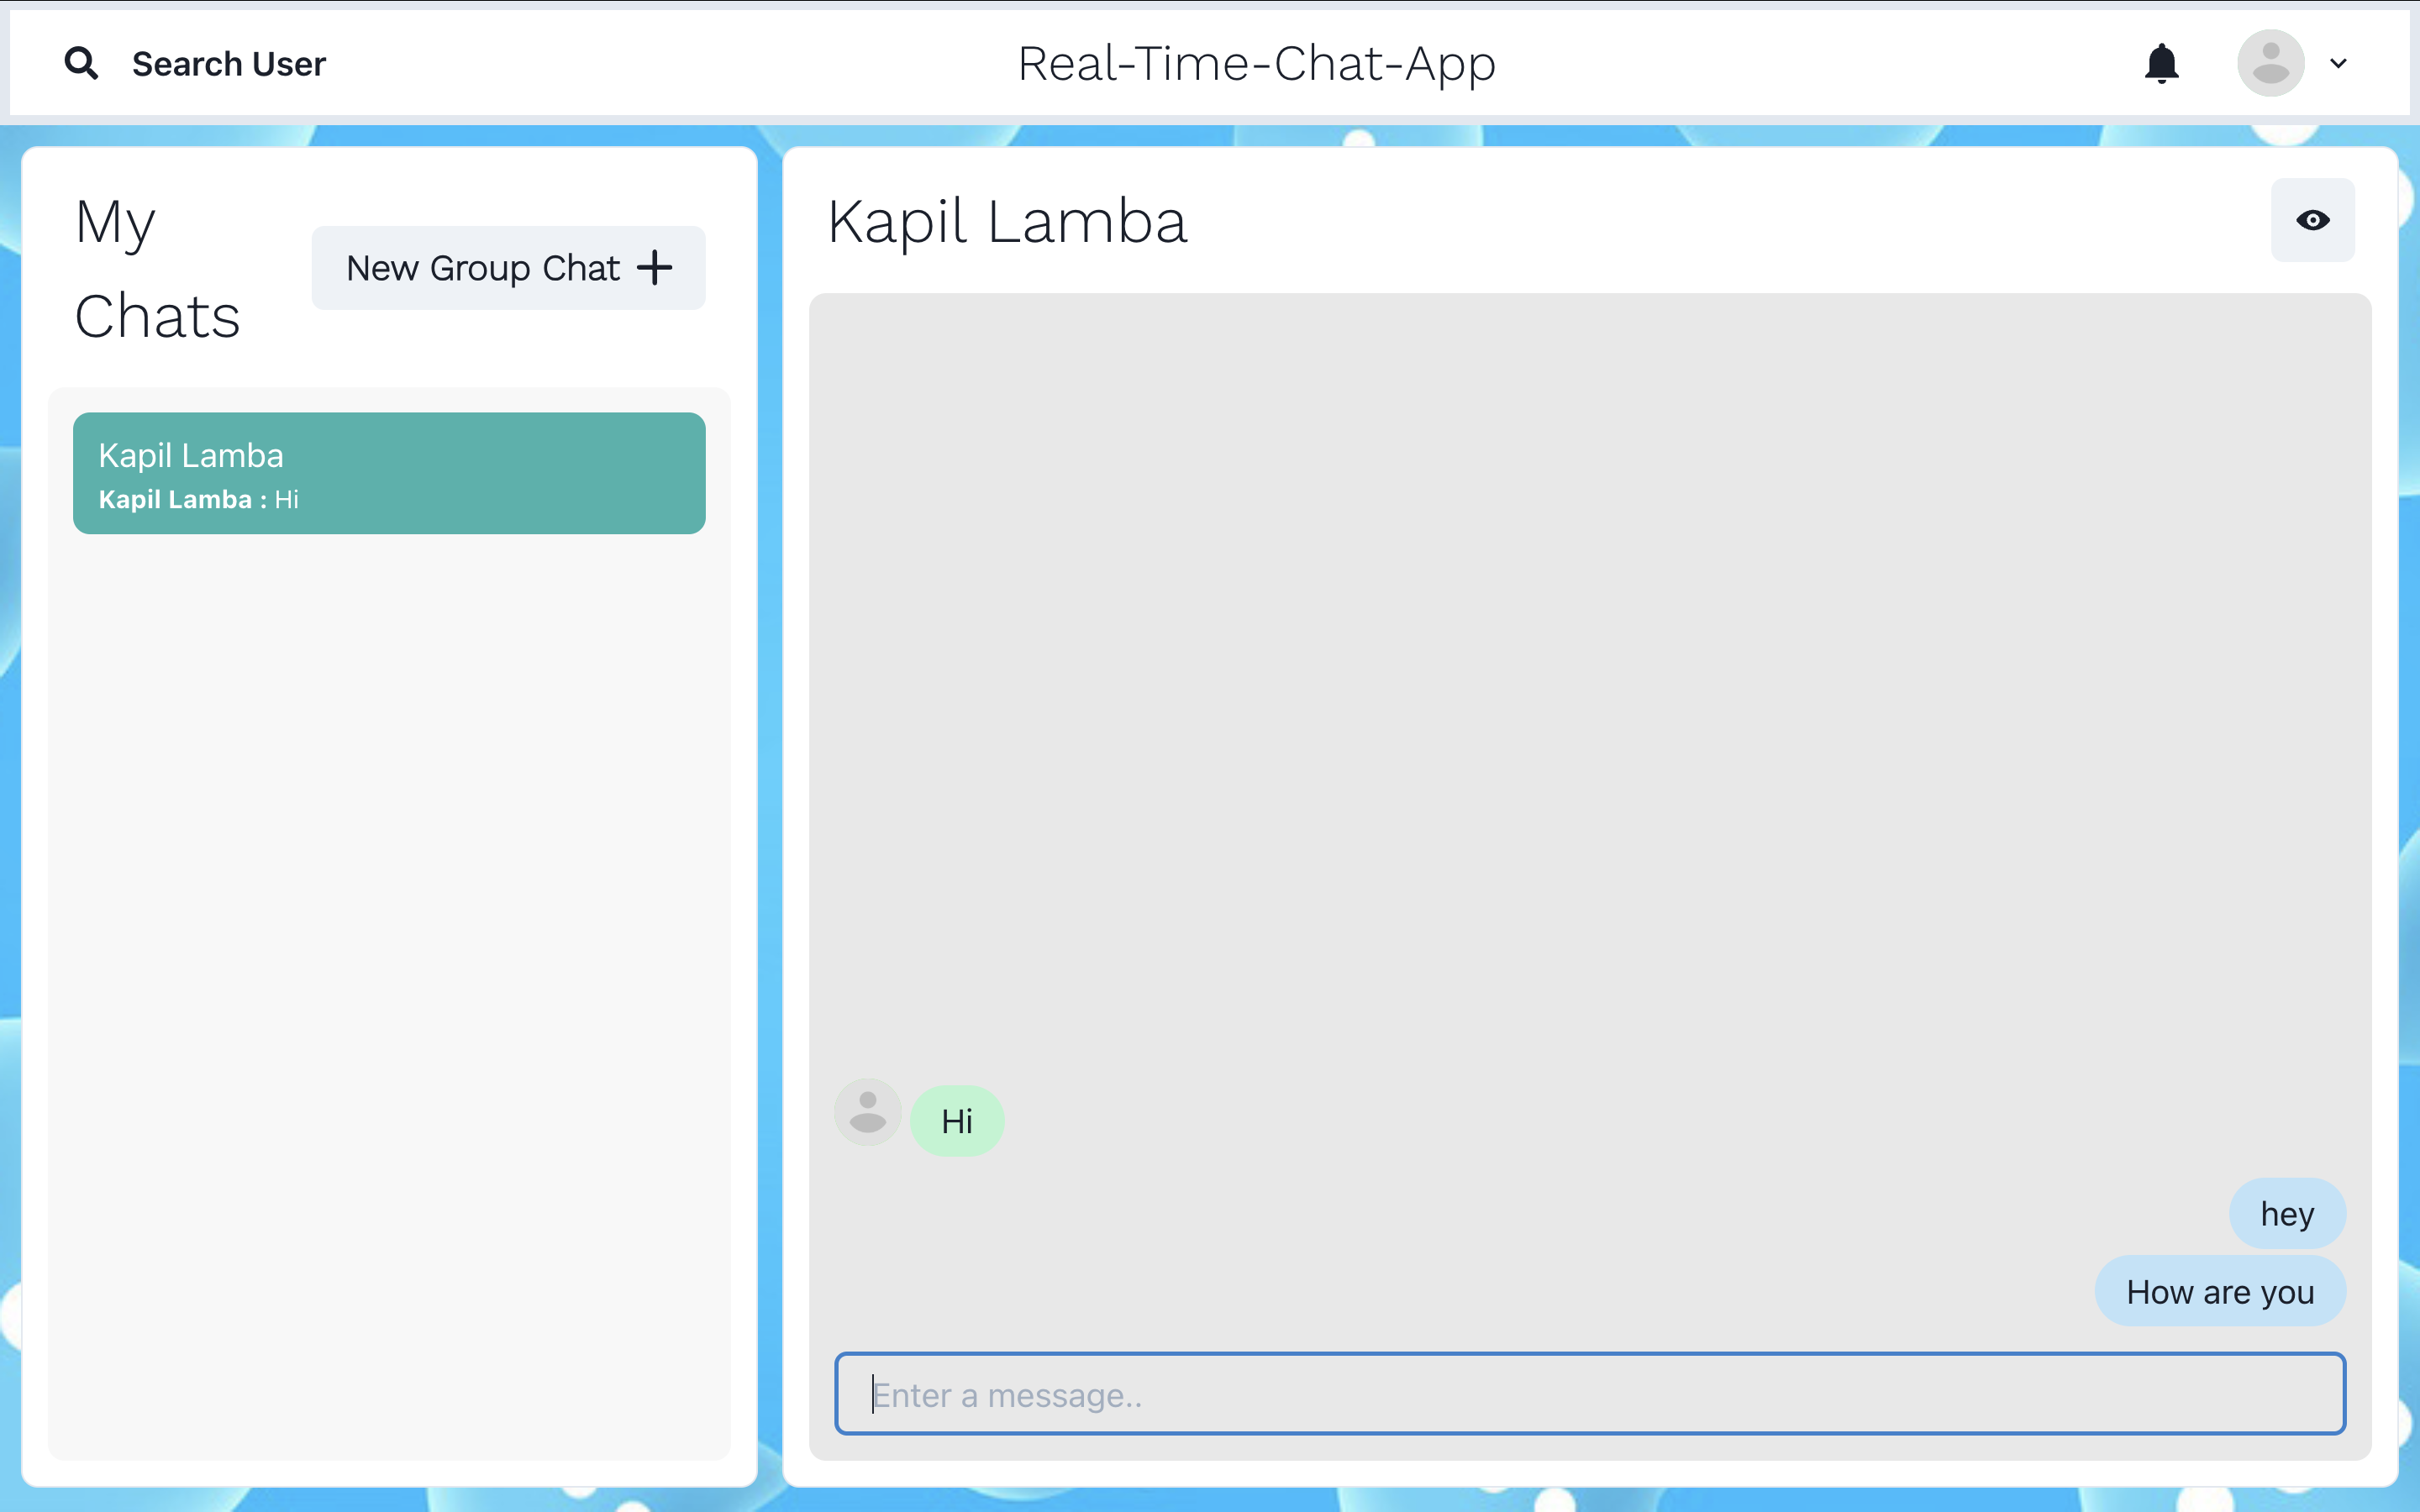 Search User
Real-Time-Chat-App
My
Chats
New Group Chat
Kapil Lamba
Kapil Lamba : Hi
Kapil Lamba
Hi
hey
How are you
Enter a message..